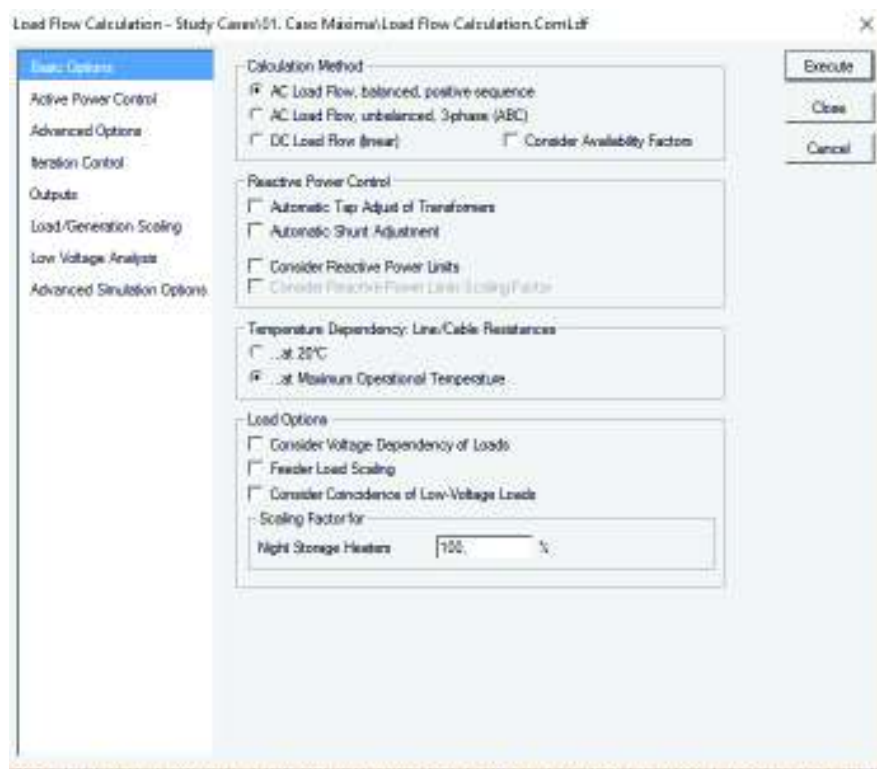 Load Flow Calculation - Study Cases\01. Caso Máxima\Load Flow Calculation.ComLdf
Basic Options
Active Power Control
Advanced Options
Iteration Control
Outputs
Load/Generation Scaling
Low Voltage Analysis
Advanced Simulation Options
Calculation Method
AC Load Flow, balanced, positive sequence
AC Load Flow, unbalanced, 3-phase (ABC)
DC Load Flow (linear)
Consider Availability Factors
Reactive Power Control
Automatic Tap Adjust of Transformers
Automatic Shunt Adjustment
Consider Reactive Power Limits
Consider Reactive Power Limits Scaling Factor
Temperature Dependency: Line/Cable Resistances
...at 20°C
...at Maximum Operational Temperature
Load Options
Consider Voltage Dependency of Loads
Feeder Load Scaling
Consider Coincidence of Low-Voltage Loads
Scaling Factor for
Night Storage Heaters 100, %
Execute
Close
Cancel